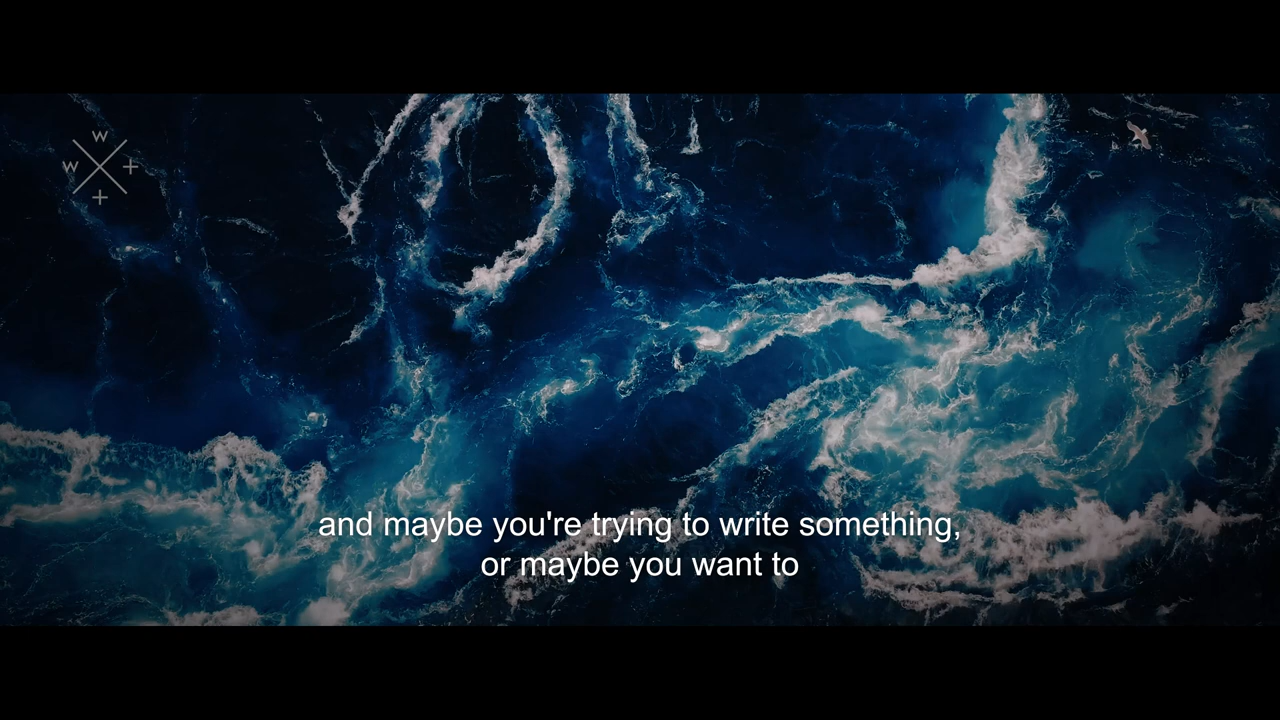 W
W +
+
and maybe you're trying to write something,
or maybe you want to